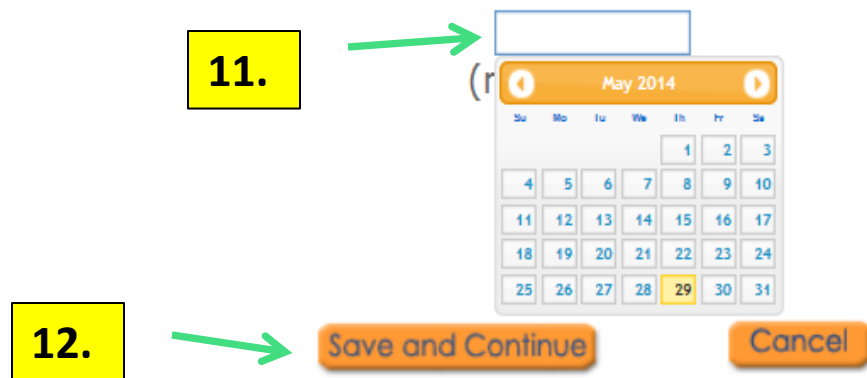 11.
(r
May 2014
Su Mo Tu We Th Fr Sa
1 2 3
4 5 6 7 8 9 10
11 12 13 14 15 16 17
18 19 20 21 22 23 24
25 26 27 28 29 30 31
12.
Save and Continue
Cancel